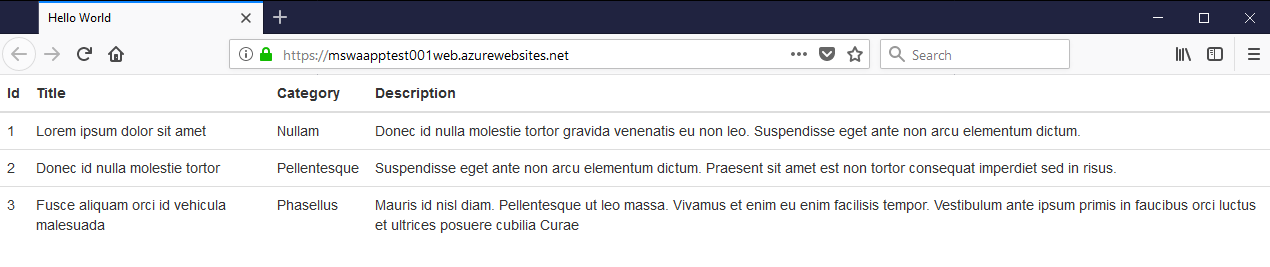 Hello World
https://mswaapptest001web.azurewebsites.net
Search
Id Title Category Description
1 Lorem ipsum dolor sit amet Nullam Donec id nulla molestie tortor gravida venenatis eu non leo. Suspendisse eget ante non arcu elementum dictum.
2 Donec id nulla molestie tortor Pellentesque Suspendisse eget ante non arcu elementum dictum. Praesent sit amet est non tortor consequat imperdiet sed in risus.
3 Fusce aliquam orci id vehicula Phasellus Mauris id nisl diam. Pellentesque ut leo massa. Vivamus et enim eu enim facilisis tempor. Vestibulum ante ipsum primis in faucibus orci luctus
malesuada et ultrices posuere cubilia Curae